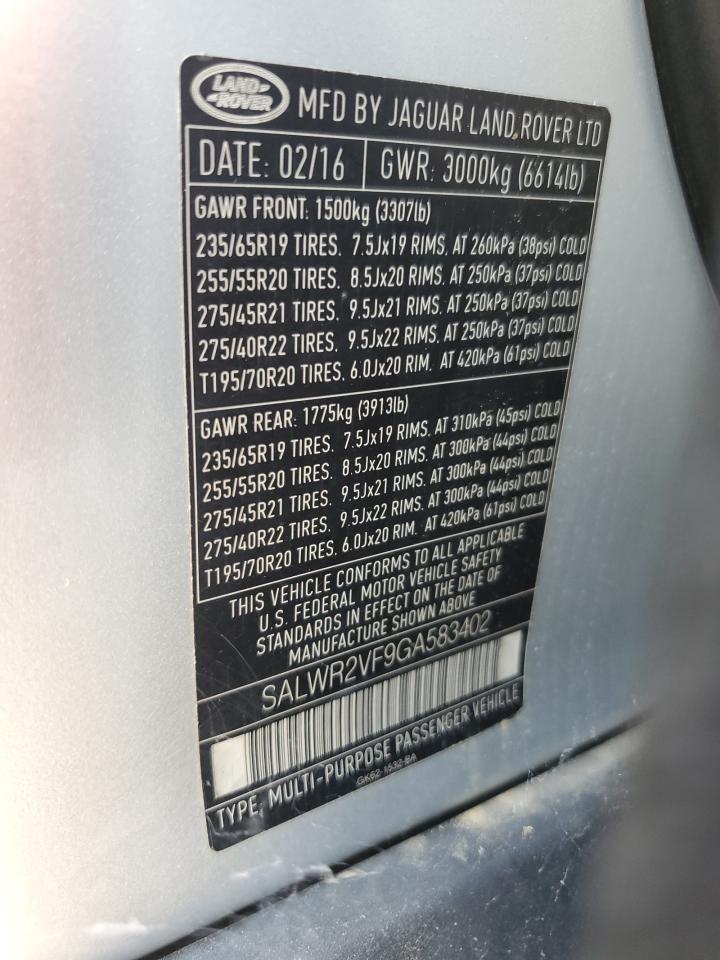 LAND ROVER
MFD BY JAGUAR LAND ROVER LTD
DATE: 02/16 GWR: 3000kg (6614lb)
GAWR FRONT: 1500kg (3307lb)
235/65R19 TIRES, 7.5Jx19 RIMS, AT 260kPa (38psi) COLD
255/55R20 TIRES, 8.5Jx20 RIMS, AT 250kPa (37psi) COLD
275/45R21 TIRES, 9.5Jx21 RIMS, AT 250kPa (37psi) COLD
275/40R22 TIRES, 9.5Jx22 RIMS, AT 250kPa (37psi) COLD
T195/70R20 TIRES, 6.0Jx20 RIM, AT 420kPa (61psi) COLD
GAWR REAR: 1775kg (3913lb)
235/65R19 TIRES, 7.5Jx19 RIMS, AT 310kPa (45psi) COLD
255/55R20 TIRES, 8.5Jx20 RIMS, AT 300kPa (44psi) COLD
275/45R21 TIRES, 9.5Jx21 RIMS, AT 300kPa (44psi) COLD
275/40R22 TIRES, 9.5Jx22 RIMS, AT 300kPa (44psi) COLD
T195/70R20 TIRES, 6.0Jx20 RIM, AT 420kPa (61psi) COLD
THIS VEHICLE CONFORMS TO ALL APPLICABLE
U.S. FEDERAL MOTOR VEHICLE SAFETY
STANDARDS IN EFFECT ON THE DATE OF
MANUFACTURE SHOWN ABOVE
SALWR2VF9GA583402
TYPE: MULTI-PURPOSE PASSENGER VEHICLE
GK62-1532-BA